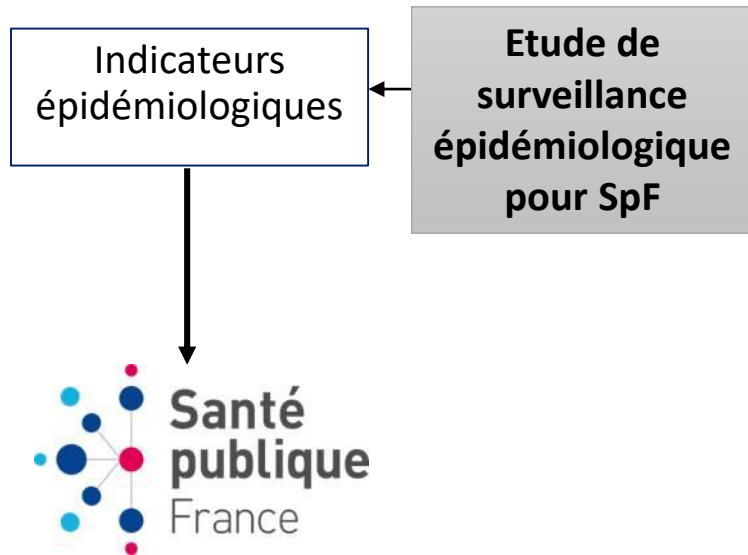 Indicateurs
épidémiologiques
Etude de
surveillance
épidémiologique
pour SpF
Santé
publique
France